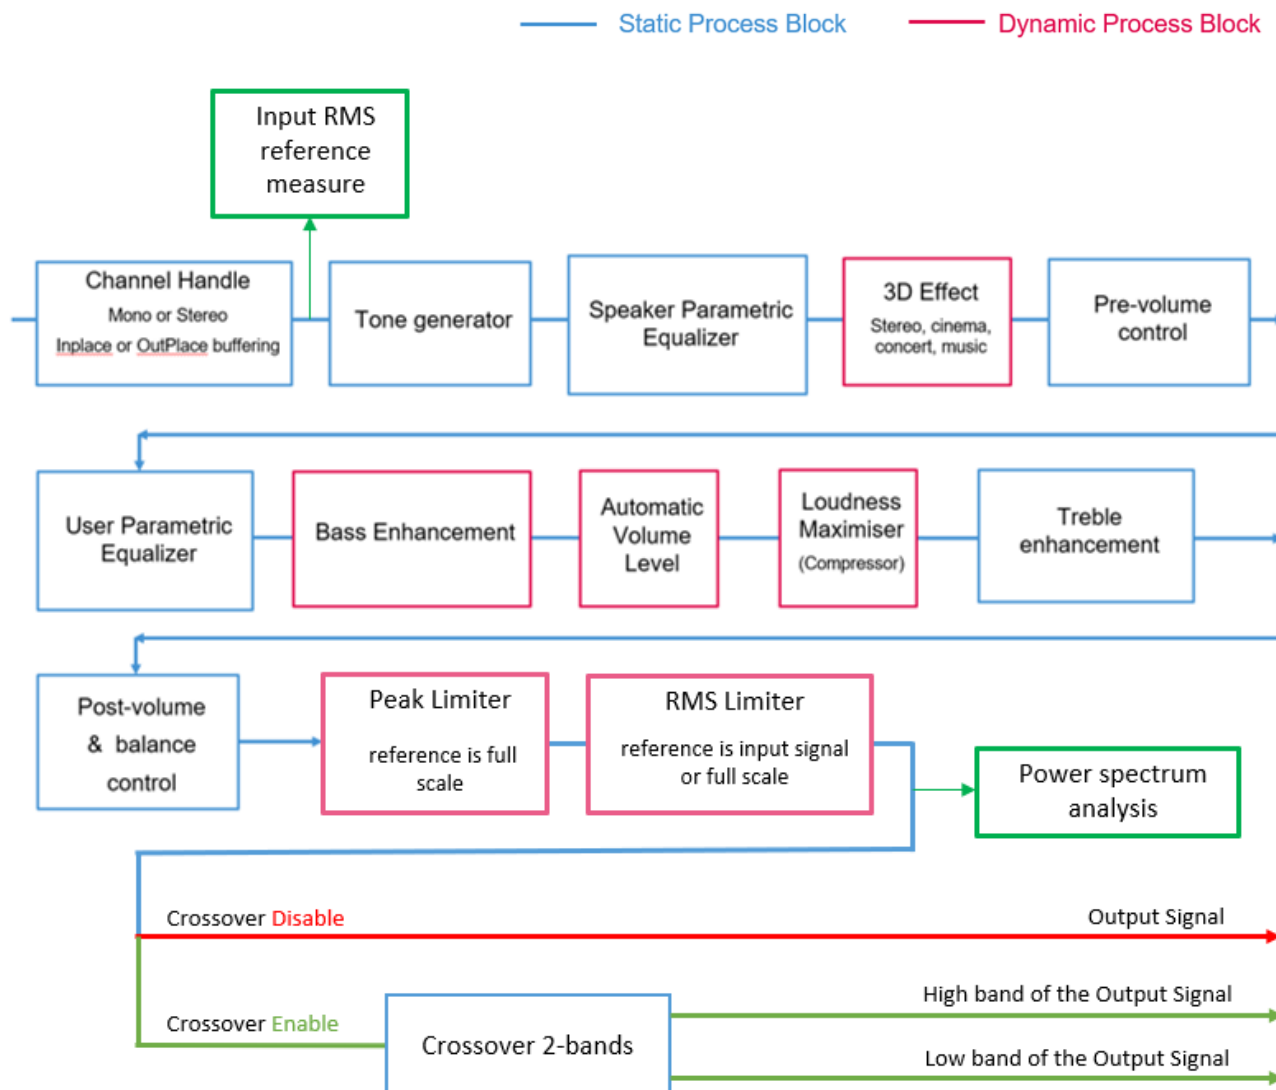 Static Process Block
Dynamic Process Block
Input RMS
reference
measure
Channel Handle
Mono or Stereo
Inplace or OutPlace buffering
Tone generator
Speaker Parametric
Equalizer
3D Effect
Stereo, cinema,
concert, music
Pre-volume
control
User Parametric
Equalizer
Bass Enhancement
Automatic
Volume
Level
Loudness
Maximiser
(Compressor)
Treble
enhancement
Post-volume
& balance
control
Peak Limiter
reference is full
scale
RMS Limiter
reference is input signal
or full scale
Power spectrum
analysis
Crossover Disable
Output Signal
Crossover Enable
Crossover 2-bands
High band of the Output Signal
Low band of the Output Signal